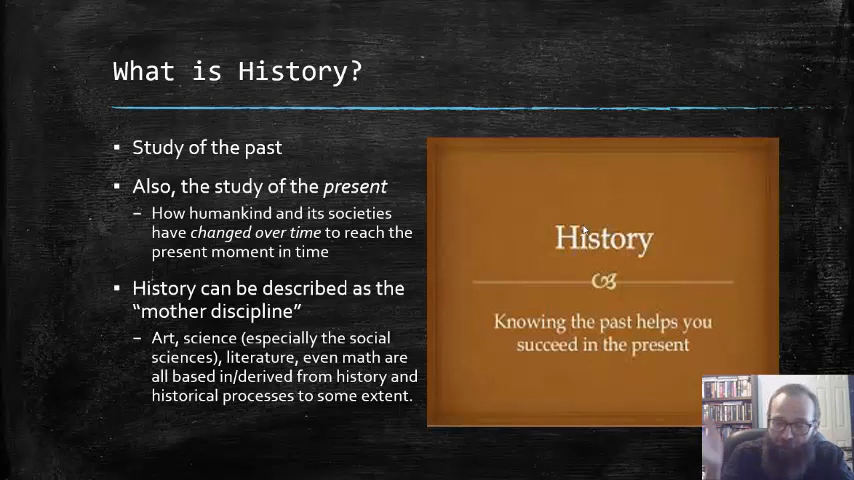 What is History?
▪ Study of the past
▪ Also, the study of the present
– How humankind and its societies
have changed over time to reach the
present moment in time
▪ History can be described as the
“mother discipline”
– Art, science (especially the social
sciences), literature, even math are
all based in/derived from history and
historical processes to some extent.
History
Knowing the past helps you
succeed in the present